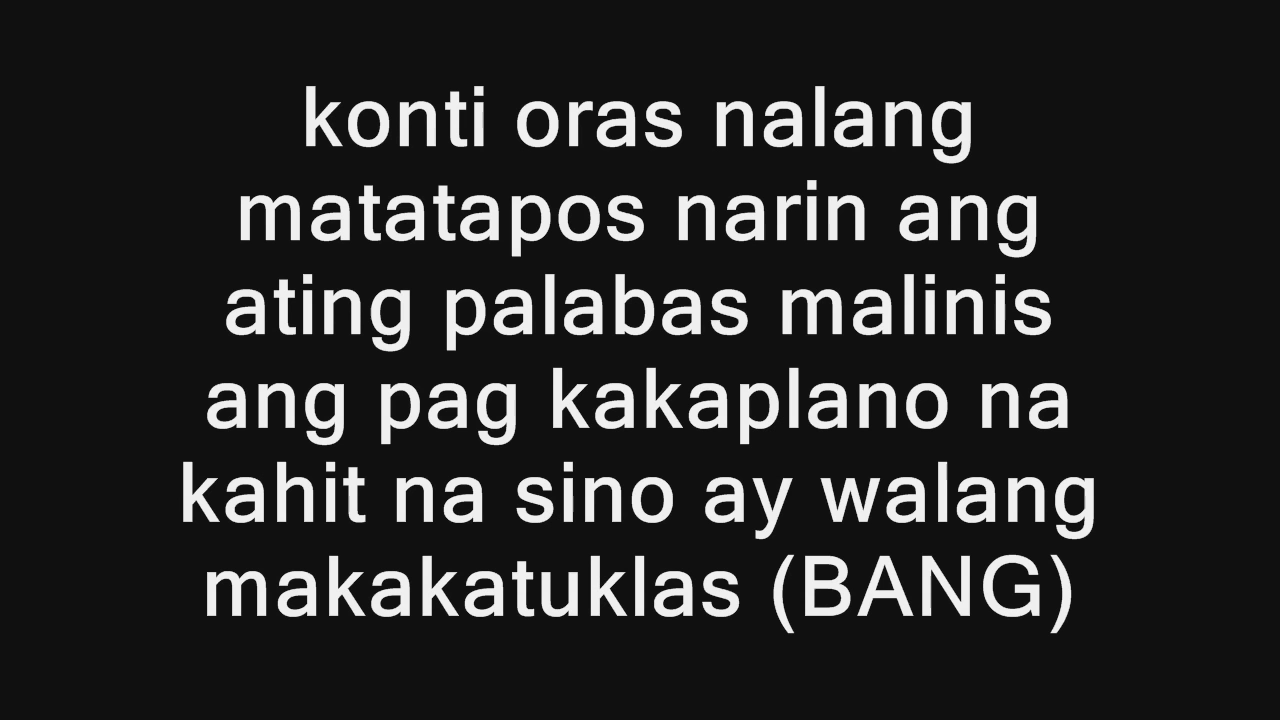 konti oras nalang
matatapos narin ang
ating palabas malinis
ang pag kakaplano na
kahit na sino ay walang
makakatuklas (BANG)